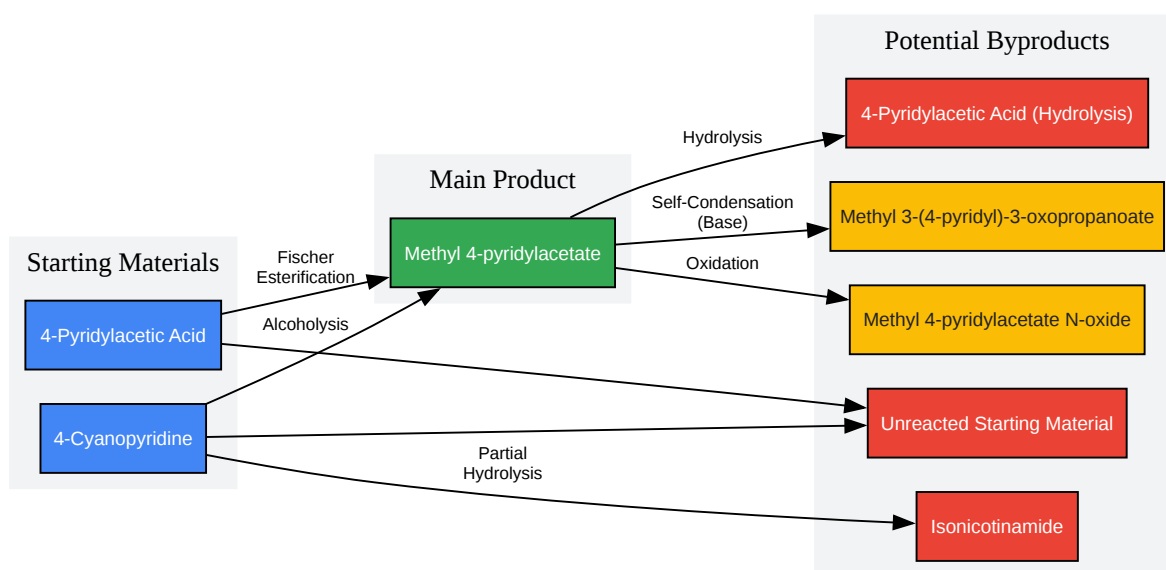 Starting Materials
4-Pyridylacetic Acid
4-Cyanopyridine
Fischer
Esterification
Alcoholysis
Main Product
Methyl 4-pyridylacetate
Hydrolysis
Self-Condensation
(Base)
Oxidation
Partial
Hydrolysis
Potential Byproducts
4-Pyridylacetic Acid (Hydrolysis)
Methyl 3-(4-pyridyl)-3-oxopropanoate
Methyl 4-pyridylacetate N-oxide
Unreacted Starting Material
Isonicotinamide